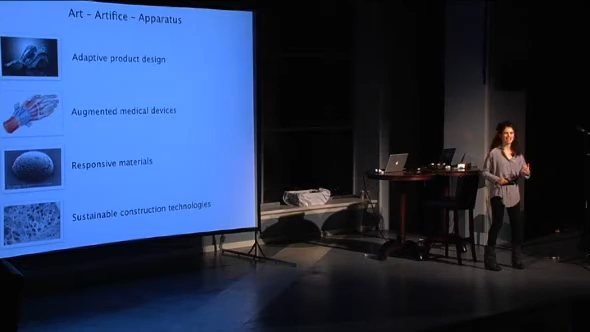 Art - Artifice - Apparatus
Adaptive product design
Augmented medical devices
Responsive materials
Sustainable construction technologies